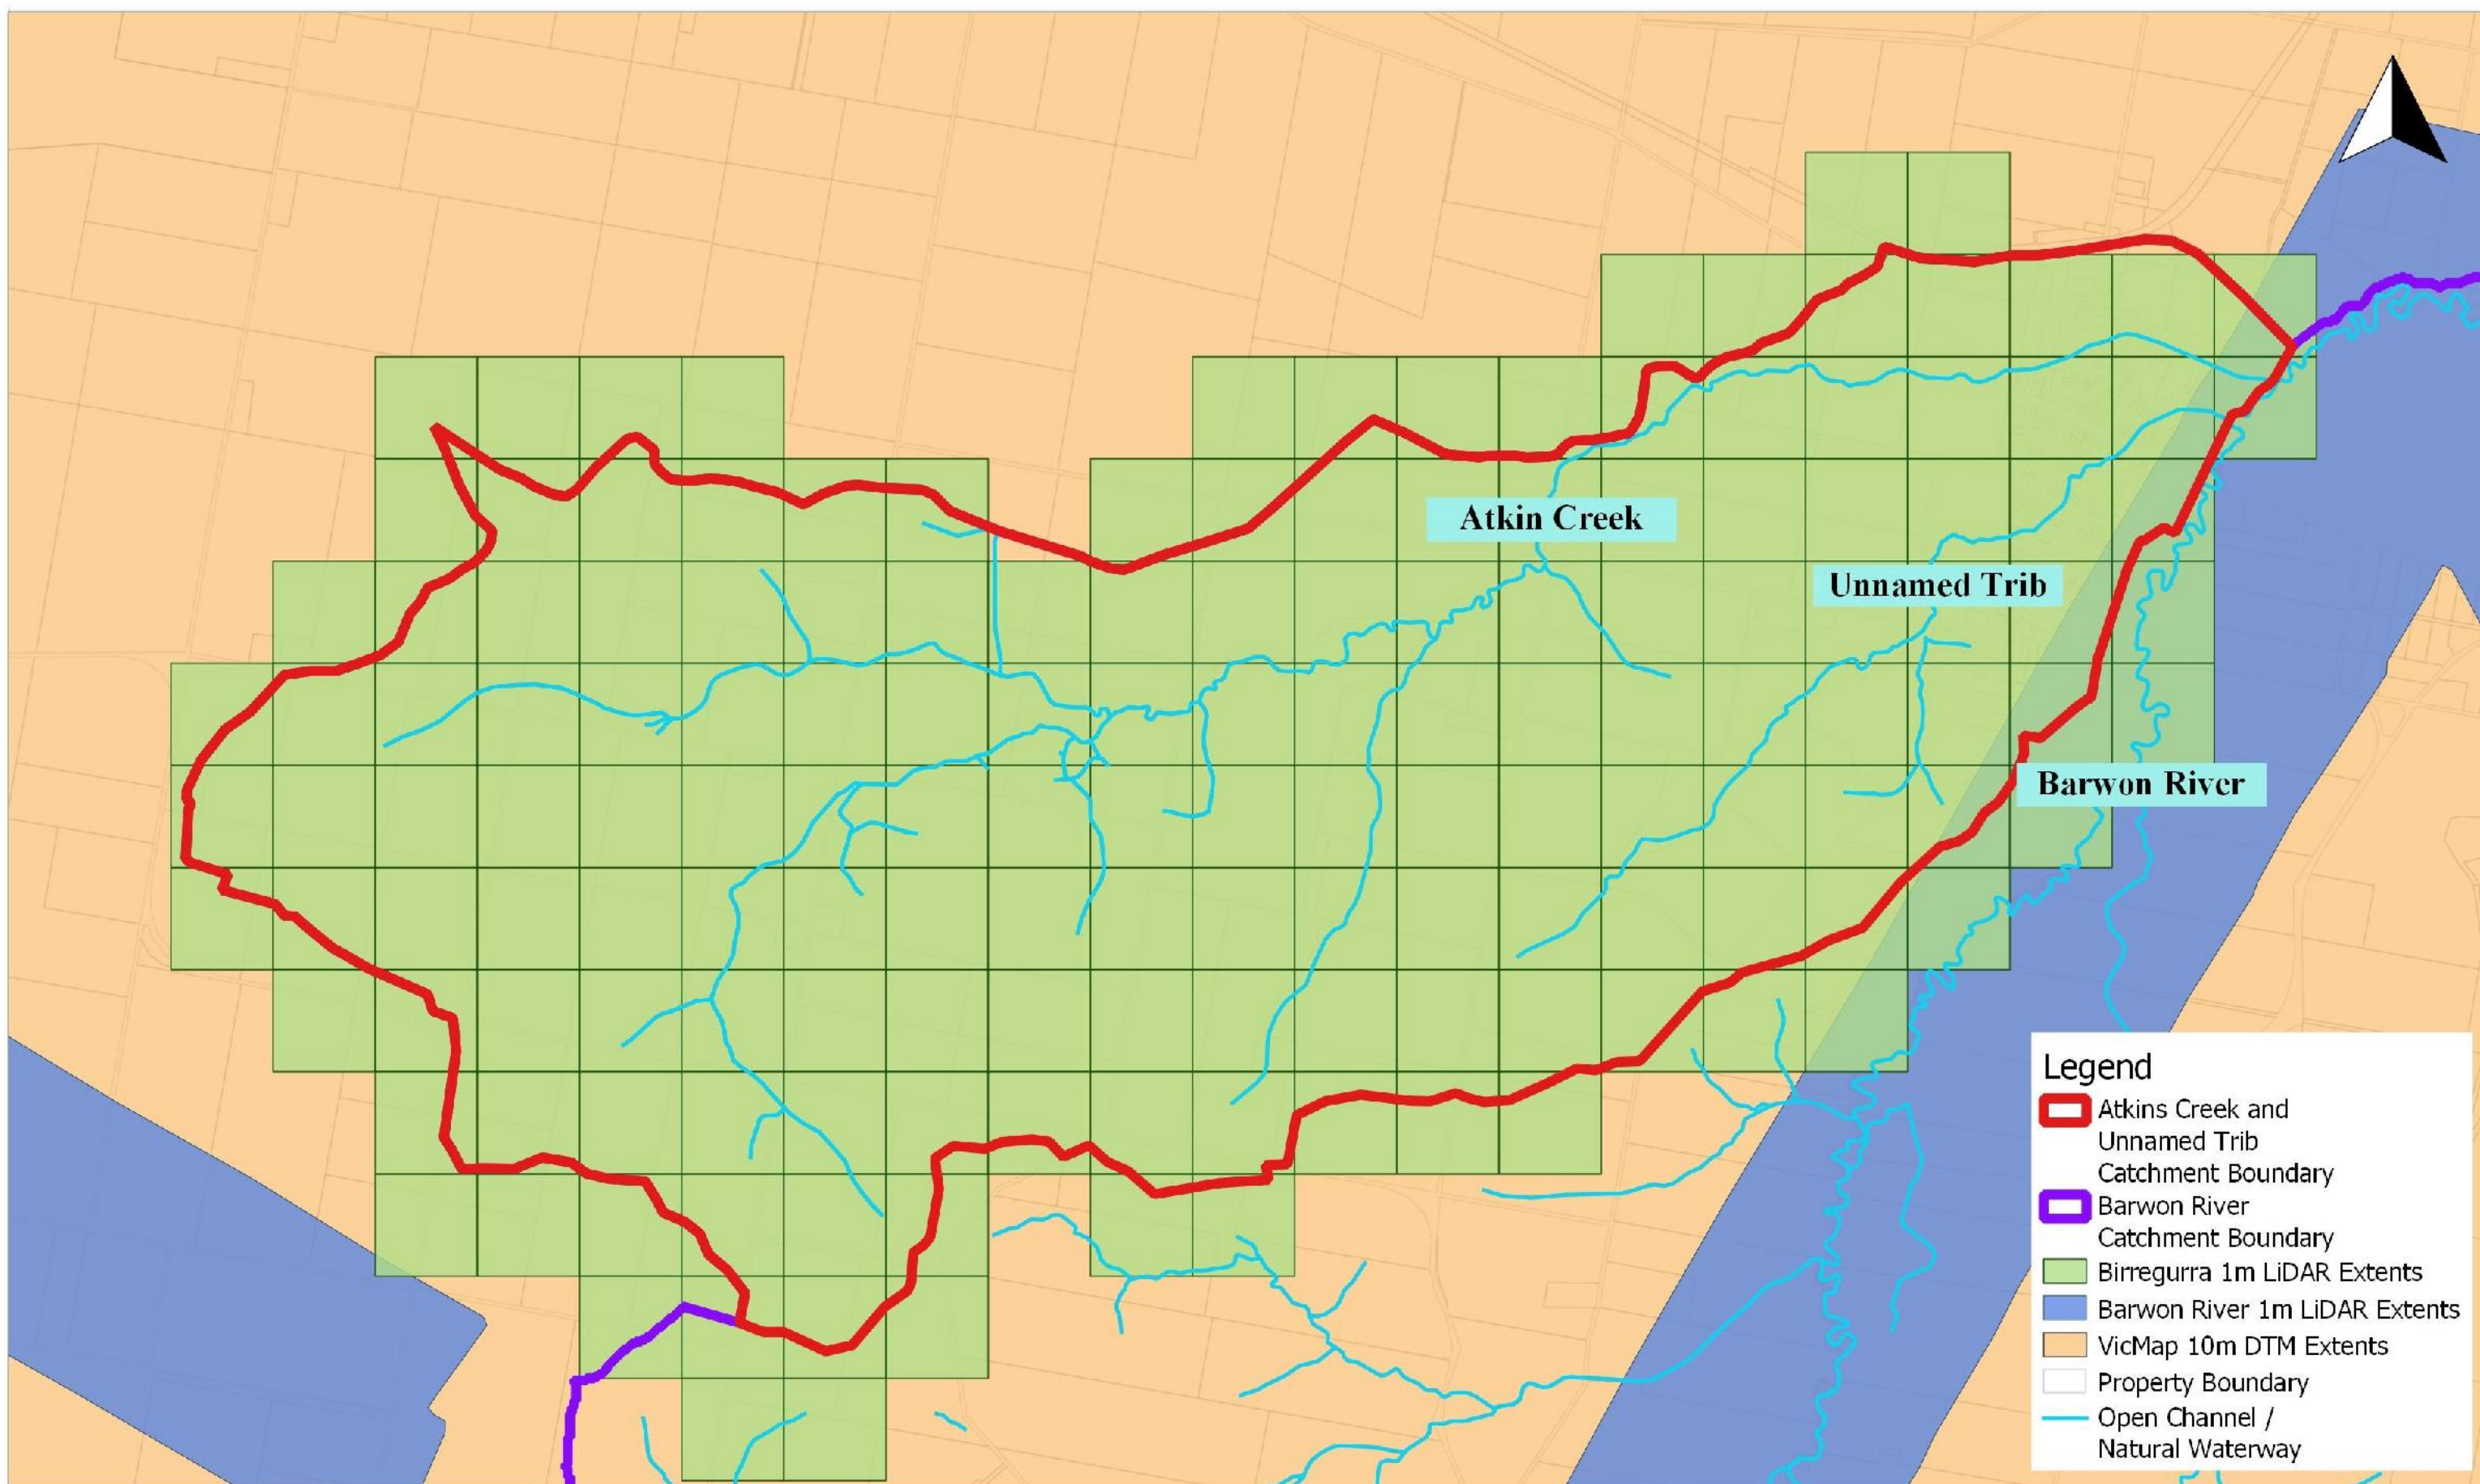 Atkin Creek
Unnamed Trib
Barwon River
Legend
Atkins Creek and
Unnamed Trib
Catchment Boundary
Barwon River
Catchment Boundary
Birregurra 1m LiDAR Extents
Barwon River 1m LiDAR Extents
VicMap 10m DTM Extents
Property Boundary
Open Channel /
Natural Waterway